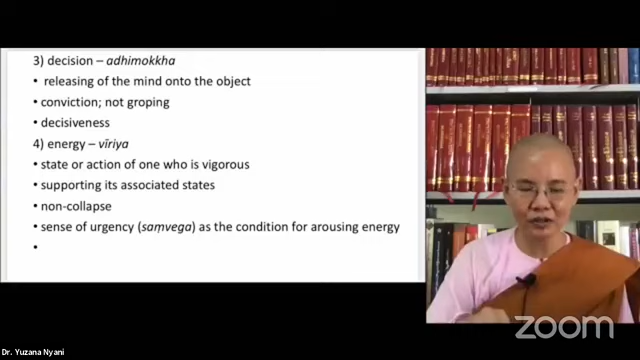 3) decision – adhimokkha
• releasing of the mind onto the object
• conviction; not groping
• decisiveness
4) energy – vīriya
• state or action of one who is vigorous
• supporting its associated states
• non-collapse
• sense of urgency (saṃvega) as the condition for arousing energy
•
zoom
Dr. Yuzana Nyani